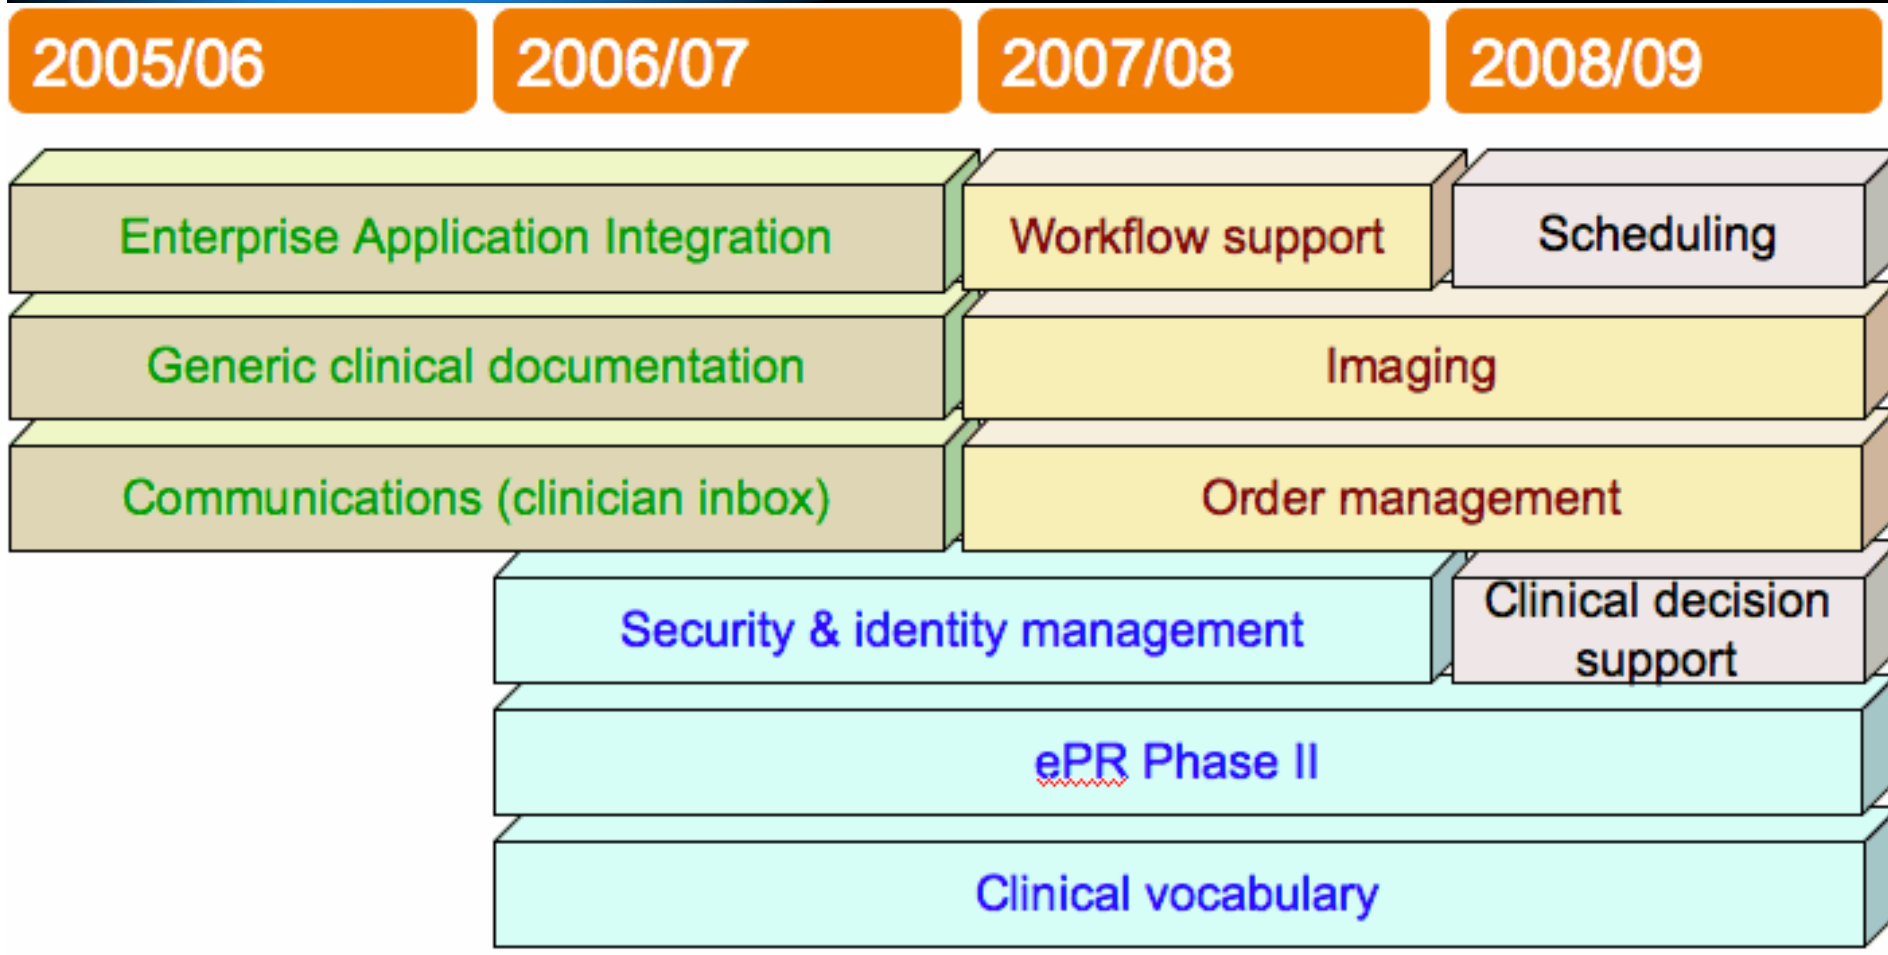 2005/06 2006/07 2007/08 2008/09
Enterprise Application Integration Workflow support Scheduling
Generic clinical documentation Imaging
Communications (clinician inbox) Order management
Security & identity management Clinical decision
support
ePR Phase II
Clinical vocabulary